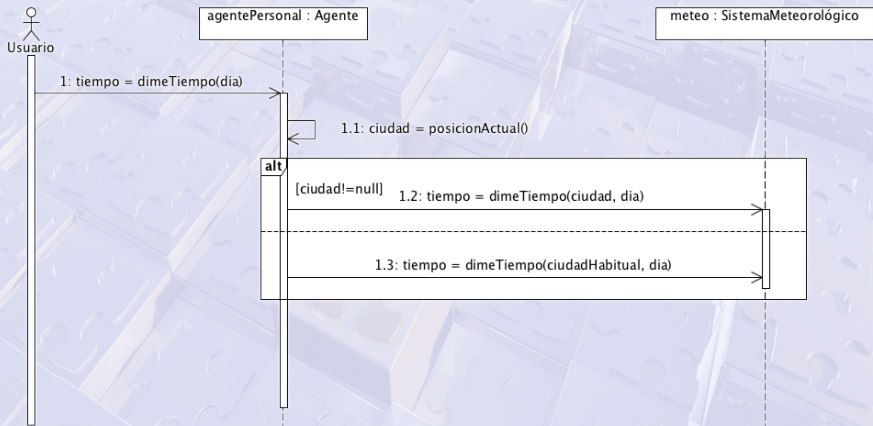 agentePersonal : Agente
meteo : SistemaMeteorológico
Usuario
1: tiempo = dimeTiempo(dia)
1.1: ciudad = posicionActual()
alt
[ciudad!=null]
1.2: tiempo = dimeTiempo(ciudad, dia)
1.3: tiempo = dimeTiempo(ciudadHabitual, dia)